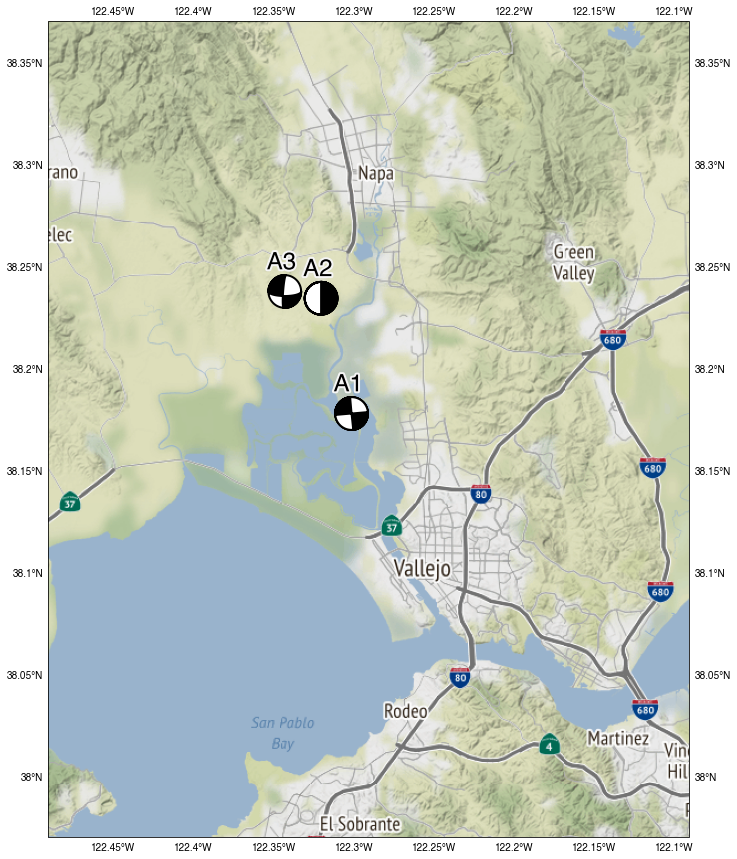 122.45°W 122.4°W 122.35°W 122.3°W 122.25°W 122.2°W 122.15°W 122.1°W
38.35°N 38.35°N
38.3°N 38.3°N
rano
Napa
elec
Green
Valley
38.25°N 38.25°N
A3 A2
680
38.2°N 38.2°N
A1
38.15°N 38.15°N
680
37
80
37
Vallejo
38.1°N 38.1°N
680
38.05°N 38.05°N
80
680
Rodeo
San Pablo
Bay
4
Martinez
Vin
Hil
38°N 38°N
El Sobrante
122.45°W 122.4°W 122.35°W 122.3°W 122.25°W 122.2°W 122.15°W 122.1°W